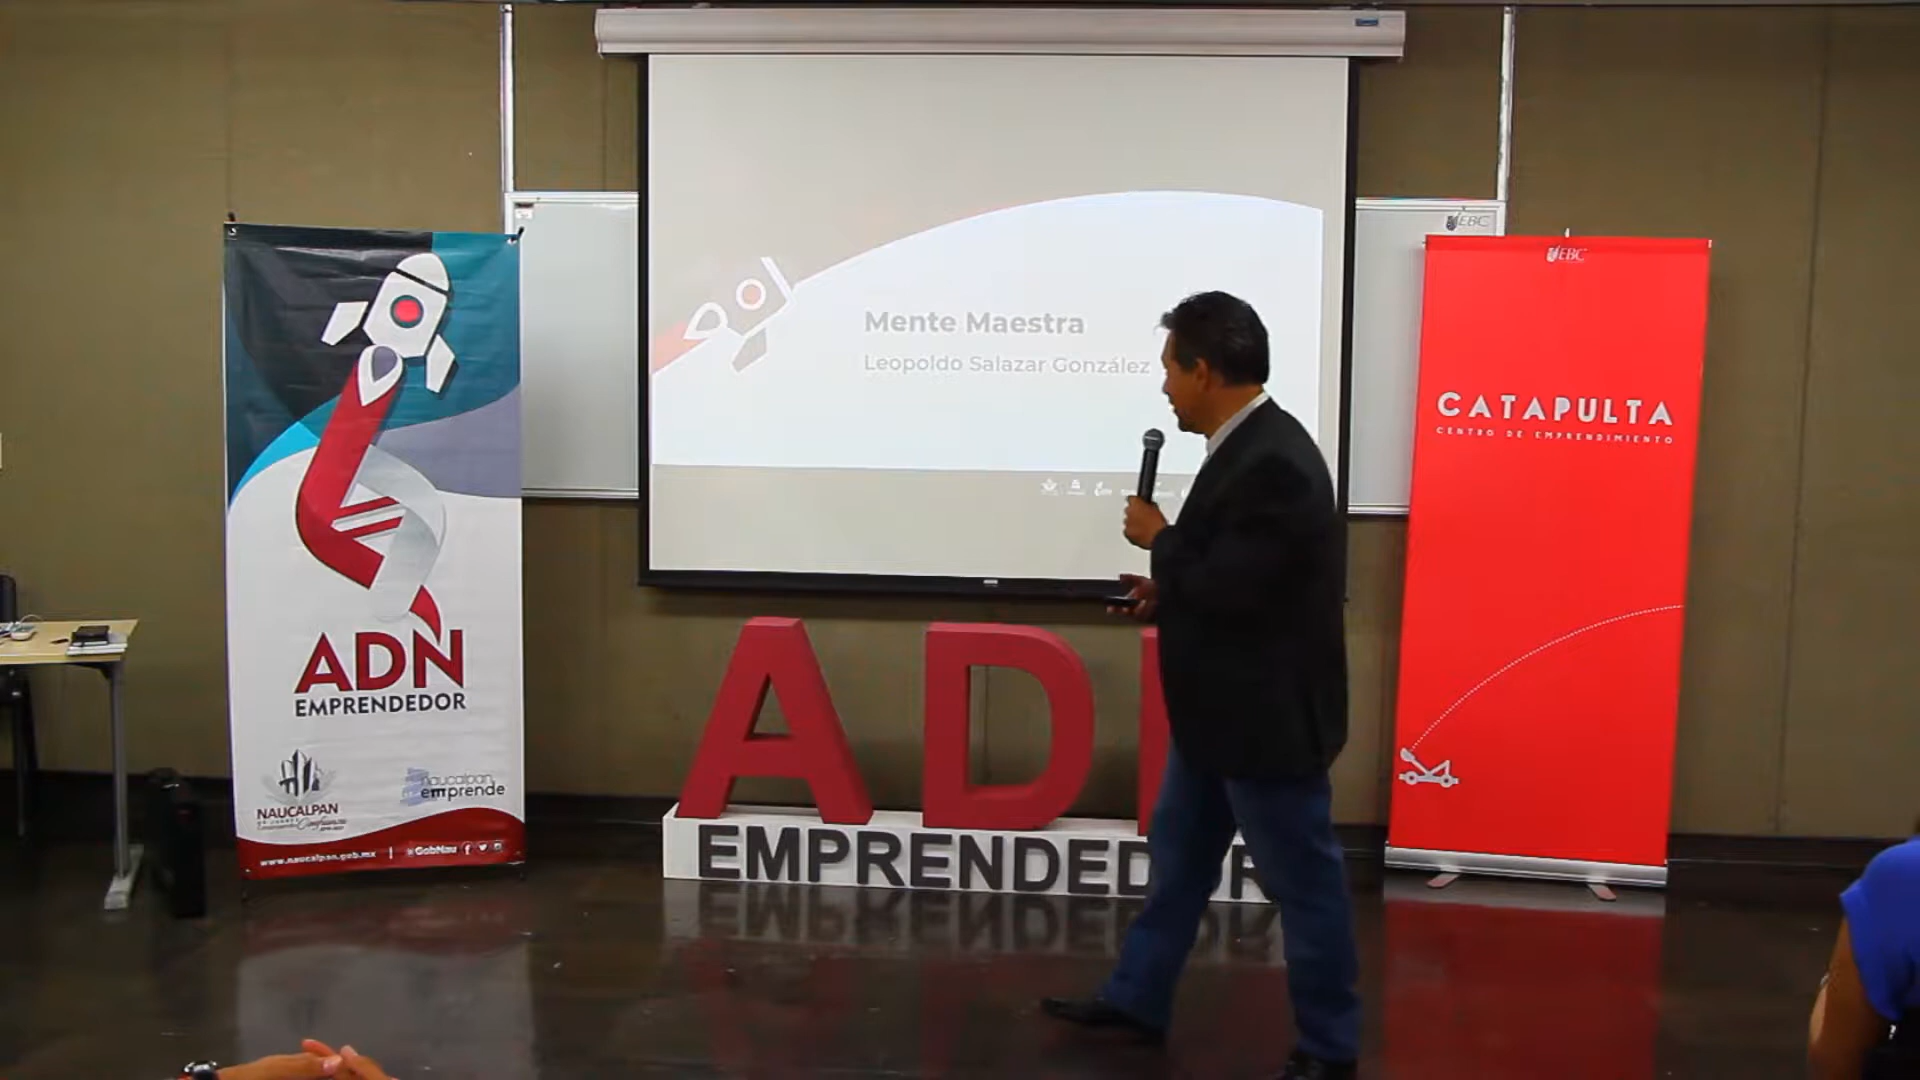 Mente Maestra
Leopoldo Salazar González
ADN
EMPRENDEDOR
NAUCALPAN
naucalpan
emprende
www.naucalpan.gob.mx | @GobNau
AD
EMPRENDEDOR
EBC
EBC
CATAPULTA
CENTRO DE EMPRENDIMIENTO